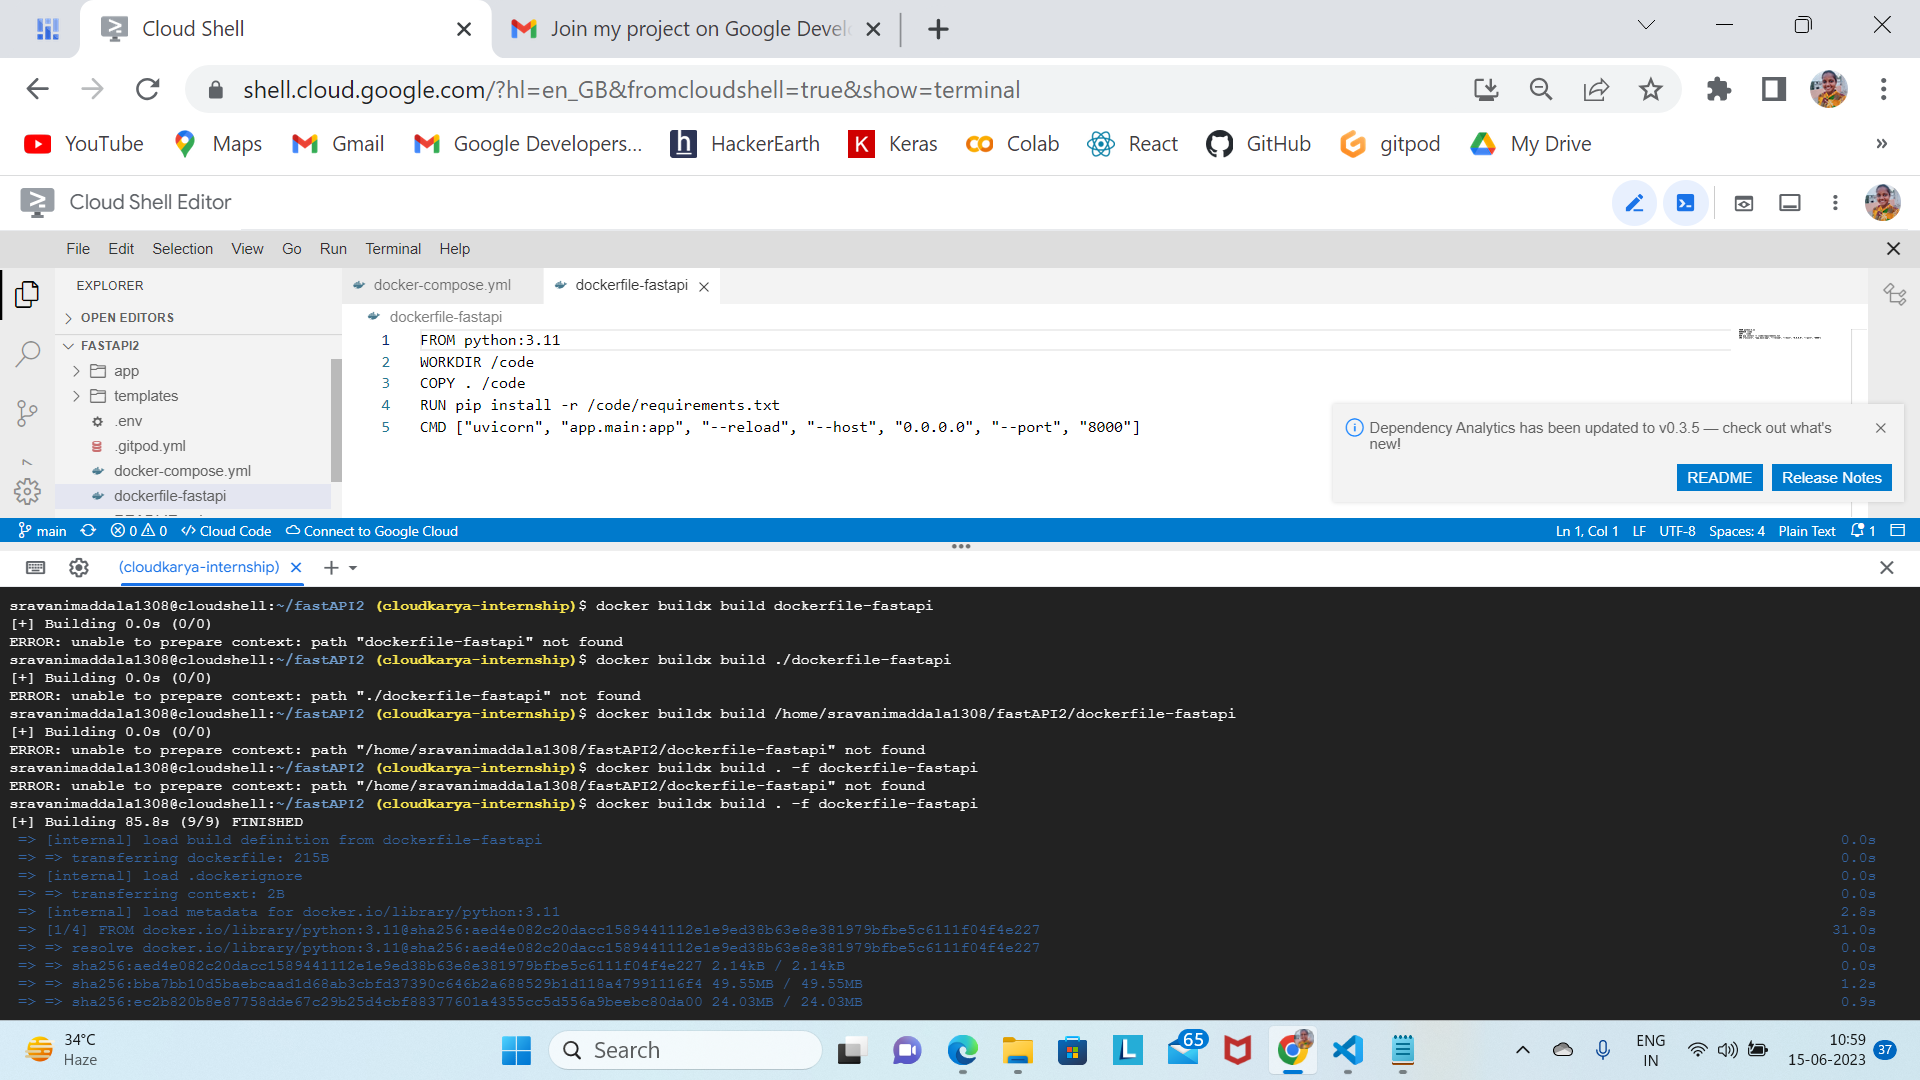 Cloud Shell
Join my project on Google Devel
shell.cloud.google.com/?hl=en_GB&fromcloudshell=true&show=terminal
YouTube Maps Gmail Google Developers... HackerEarth Keras Colab React GitHub gitpod My Drive »
Cloud Shell Editor
File Edit Selection View Go Run Terminal Help
EXPLORER
OPEN EDITORS
FASTAPI2
app
templates
.env
.gitpod.yml
docker-compose.yml
dockerfile-fastapi
docker-compose.yml dockerfile-fastapi
dockerfile-fastapi
1 FROM python:3.11
2 WORKDIR /code
3 COPY . /code
4 RUN pip install -r /code/requirements.txt
5 CMD ["uvicorn", "app.main:app", "--reload", "--host", "0.0.0.0", "--port", "8000"]
Dependency Analytics has been updated to v0.3.5 — check out what's
new!
README Release Notes
main 0 0 Cloud Code Connect to Google Cloud
Ln 1, Col 1 LF UTF-8 Spaces: 4 Plain Text 1
(cloudkarya-internship)
sravanimaddala1308@cloudshell:~/fastAPI2 (cloudkarya-internship)$ docker buildx build dockerfile-fastapi
[+] Building 0.0s (0/0)
ERROR: unable to prepare context: path "dockerfile-fastapi" not found
sravanimaddala1308@cloudshell:~/fastAPI2 (cloudkarya-internship)$ docker buildx build ./dockerfile-fastapi
[+] Building 0.0s (0/0)
ERROR: unable to prepare context: path "./dockerfile-fastapi" not found
sravanimaddala1308@cloudshell:~/fastAPI2 (cloudkarya-internship)$ docker buildx build /home/sravanimaddala1308/fastAPI2/dockerfile-fastapi
[+] Building 0.0s (0/0)
ERROR: unable to prepare context: path "/home/sravanimaddala1308/fastAPI2/dockerfile-fastapi" not found
sravanimaddala1308@cloudshell:~/fastAPI2 (cloudkarya-internship)$ docker buildx build . -f dockerfile-fastapi
ERROR: unable to prepare context: path "/home/sravanimaddala1308/fastAPI2/dockerfile-fastapi" not found
sravanimaddala1308@cloudshell:~/fastAPI2 (cloudkarya-internship)$ docker buildx build . -f dockerfile-fastapi
[+] Building 85.8s (9/9) FINISHED
=> [internal] load build definition from dockerfile-fastapi 0.0s
=> => transferring dockerfile: 215B 0.0s
=> [internal] load .dockerignore 0.0s
=> => transferring context: 2B 0.0s
=> [internal] load metadata for docker.io/library/python:3.11 2.8s
=> [1/4] FROM docker.io/library/python:3.11@sha256:aed4e082c20dacc1589441112e1e9ed38b63e8e381979bfbe5c6111f04f4e227 31.0s
=> => resolve docker.io/library/python:3.11@sha256:aed4e082c20dacc1589441112e1e9ed38b63e8e381979bfbe5c6111f04f4e227 0.0s
=> => sha256:aed4e082c20dacc1589441112e1e9ed38b63e8e381979bfbe5c6111f04f4e227 2.14kB / 2.14kB 0.0s
=> => sha256:bba7bb10d5baebcaad1d68ab3cbfd37390c646b2a688529b1d118a47991116f4 49.55MB / 49.55MB 1.2s
=> => sha256:ec2b820b8e87758dde67c29b25d4cbf88377601a4355cc5d556a9beebc80da00 24.03MB / 24.03MB 0.9s
34°C
Haze
Search
65
ENG
IN
10:59
15-06-2023
37